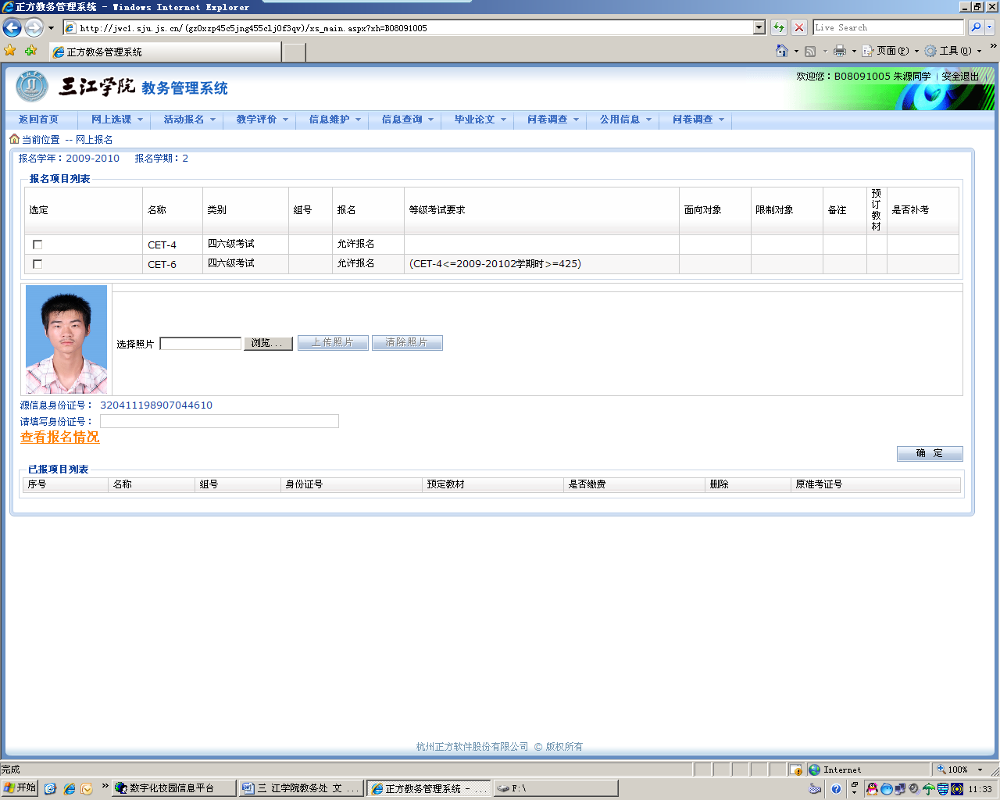 正方教务管理系统 - Windows Internet Explorer
http://jwc1.sju.js.cn/(gz0xzp45c5jng455clj0f3qv)/xs_main.aspx?xh=B08091005
Live Search
正方教务管理系统
页面(P) 工具(O) »
三江学院 教务管理系统
欢迎您：B08091005 朱源同学 | 安全退出
返回首页 网上选课 活动报名 教学评价 信息维护 信息查询 毕业论文 问卷调查 公用信息 问卷调查
当前位置 -- 网上报名
报名学年：2009-2010 报名学期：2
报名项目列表
选定 名称 类别 组号 报名 等级考试要求 面向对象 限制对象 备注 预订教材 是否补考
CET-4 四六级考试 允许报名
CET-6 四六级考试 允许报名 (CET-4<=2009-20102学期时>=425)
选择照片 浏览... 上传照片 清除照片
源信息身份证号： 320411198907044610
请填写身份证号：
查看报名情况
确 定
已报项目列表
序号 名称 组号 身份证号 预定教材 是否缴费 删除 原准考证号
杭州正方软件股份有限公司 © 版权所有
完成
Internet
100%
开始 » 数字化校园信息平台 三 江学院教务处 文 ... 正方教务管理系统 - ... F:\ 11:33